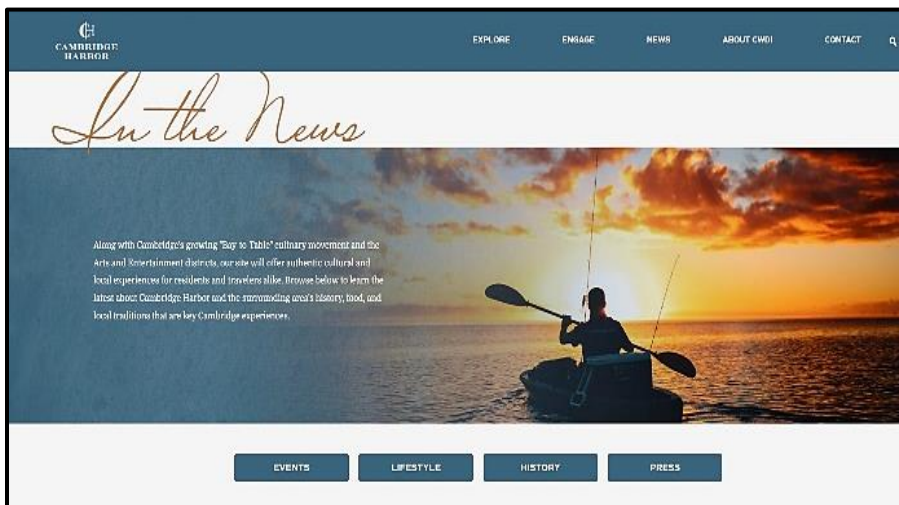 CH
CAMBRIDGE
HARBOR
EXPLORE ENGAGE NEWS ABOUT CWDI CONTACT
In the News
Along with Cambridge's growing "Bay to Table" culinary movement and the
Arts and Entertainment districts, our site will offer authentic cultural and
local experiences for residents and travelers alike. Browse below to learn the
latest about Cambridge Harbor and the surrounding area's history, food, and
local traditions that are key Cambridge experiences.
EVENTS LIFESTYLE HISTORY PRESS